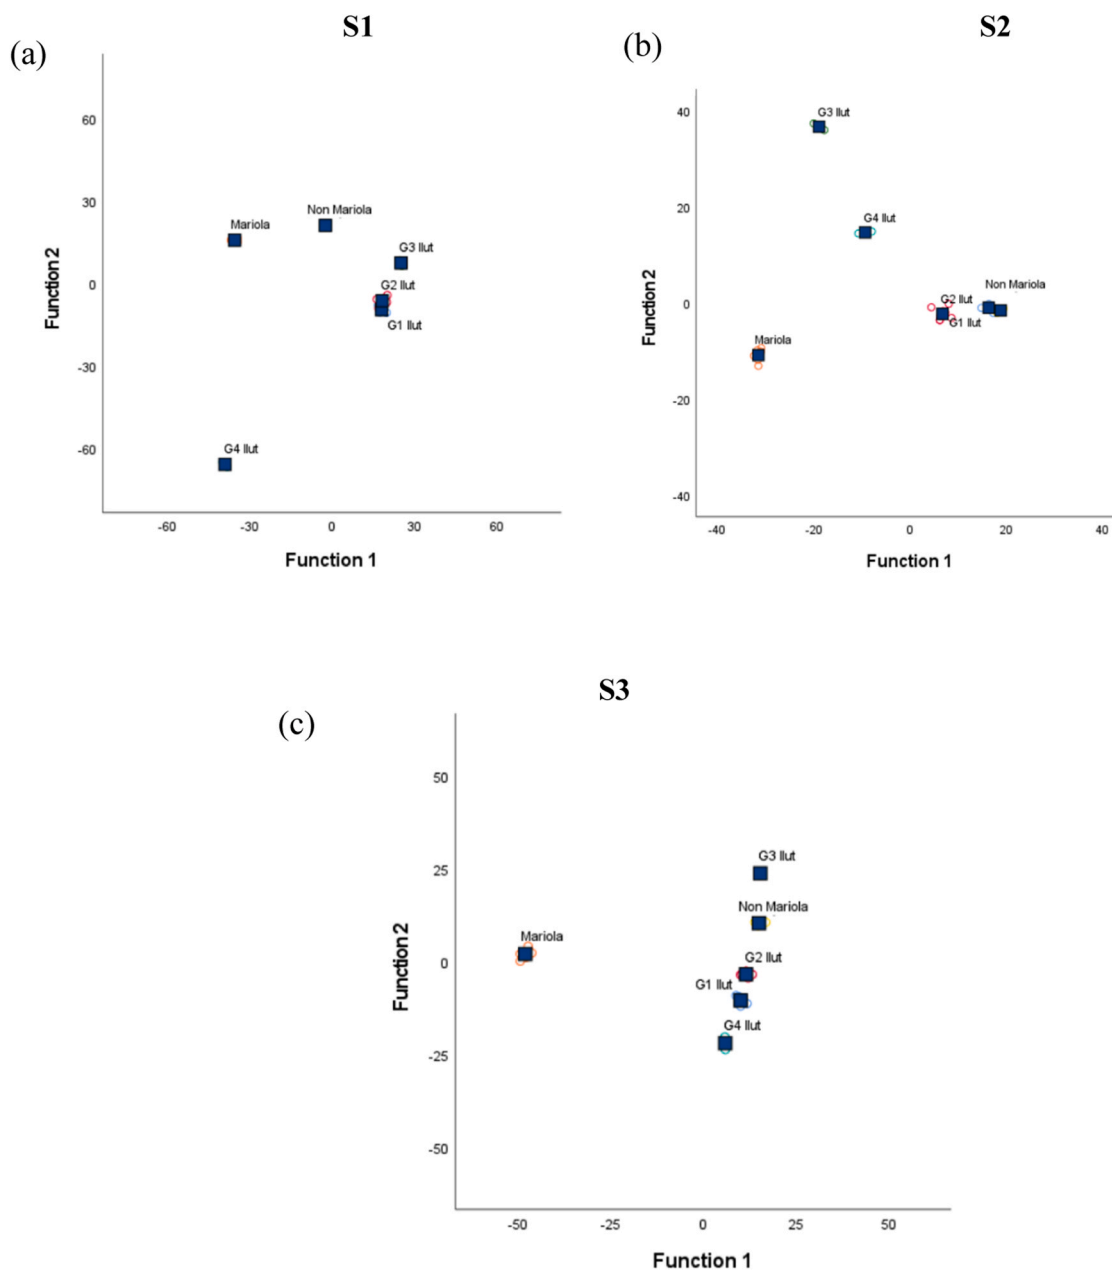 S1
(a)
60
30
0
-30
-60
Function 2
Mariola
Non Mariola
G3 llut
G2 llut
G1 llut
G4 llut
-60
-30
0
30
60
Function 1
S2
(b)
40
20
0
-20
-40
Function 2
G3 llut
G4 llut
Non Mariola
G2 llut
G1 llut
Mariola
-40
-20
0
20
40
Function 1
S3
(c)
50
25
0
-25
-50
Function 2
G3 llut
Non Mariola
Mariola
G2 llut
G1 llut
G4 llut
-50
-25
0
25
50
Function 1